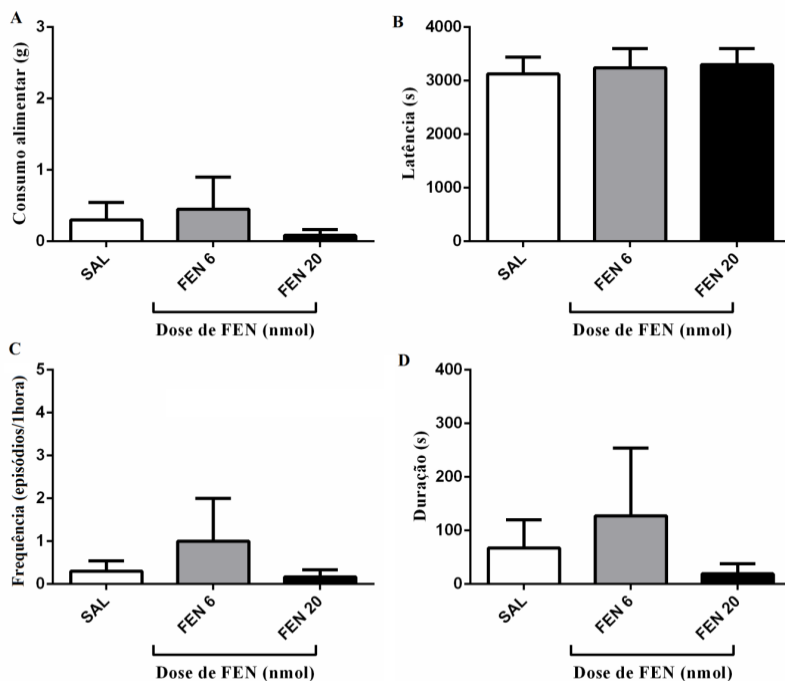 A
Consumo alimentar (g)
3
2
1
0
SAL
FEN 6
FEN 20
Dose de FEN (nmol)
B
Latência (s)
4000
3000
2000
1000
0
SAL
FEN 6
FEN 20
Dose de FEN (nmol)
C
Frequência (episódios/1hora)
5
4
3
2
1
0
SAL
FEN 6
FEN 20
Dose de FEN (nmol)
D
Duração (s)
400
300
200
100
0
SAL
FEN 6
FEN 20
Dose de FEN (nmol)